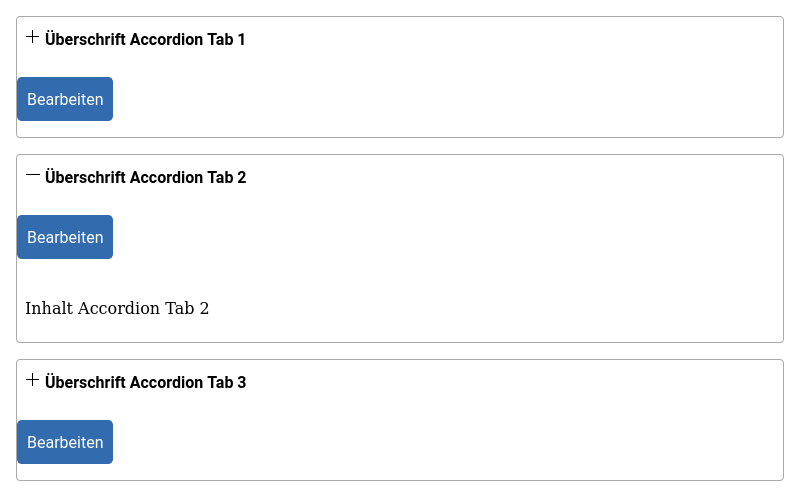 Überschrift Accordion Tab 1
Bearbeiten
Überschrift Accordion Tab 2
Bearbeiten
Inhalt Accordion Tab 2
Überschrift Accordion Tab 3
Bearbeiten